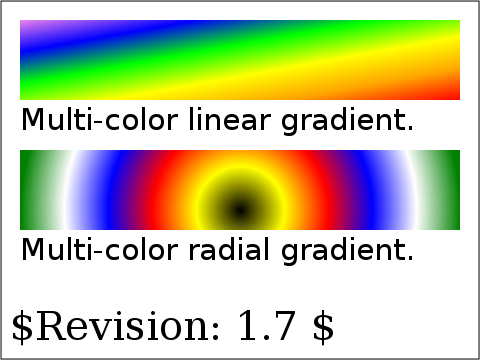 Multi-color linear gradient.
Multi-color radial gradient.
$Revision: 1.7 $